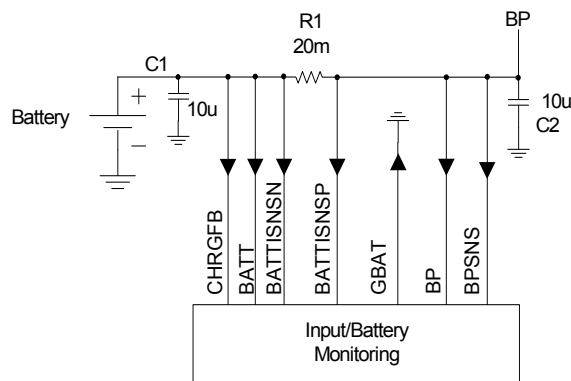 BP
R1
20m
C1
+
10u
Battery
−
10u
C2
CHRGFB
BATT
BATTISNSN
BATTISNSP
GBAT
BP
BPSNS
Input/Battery
Monitoring